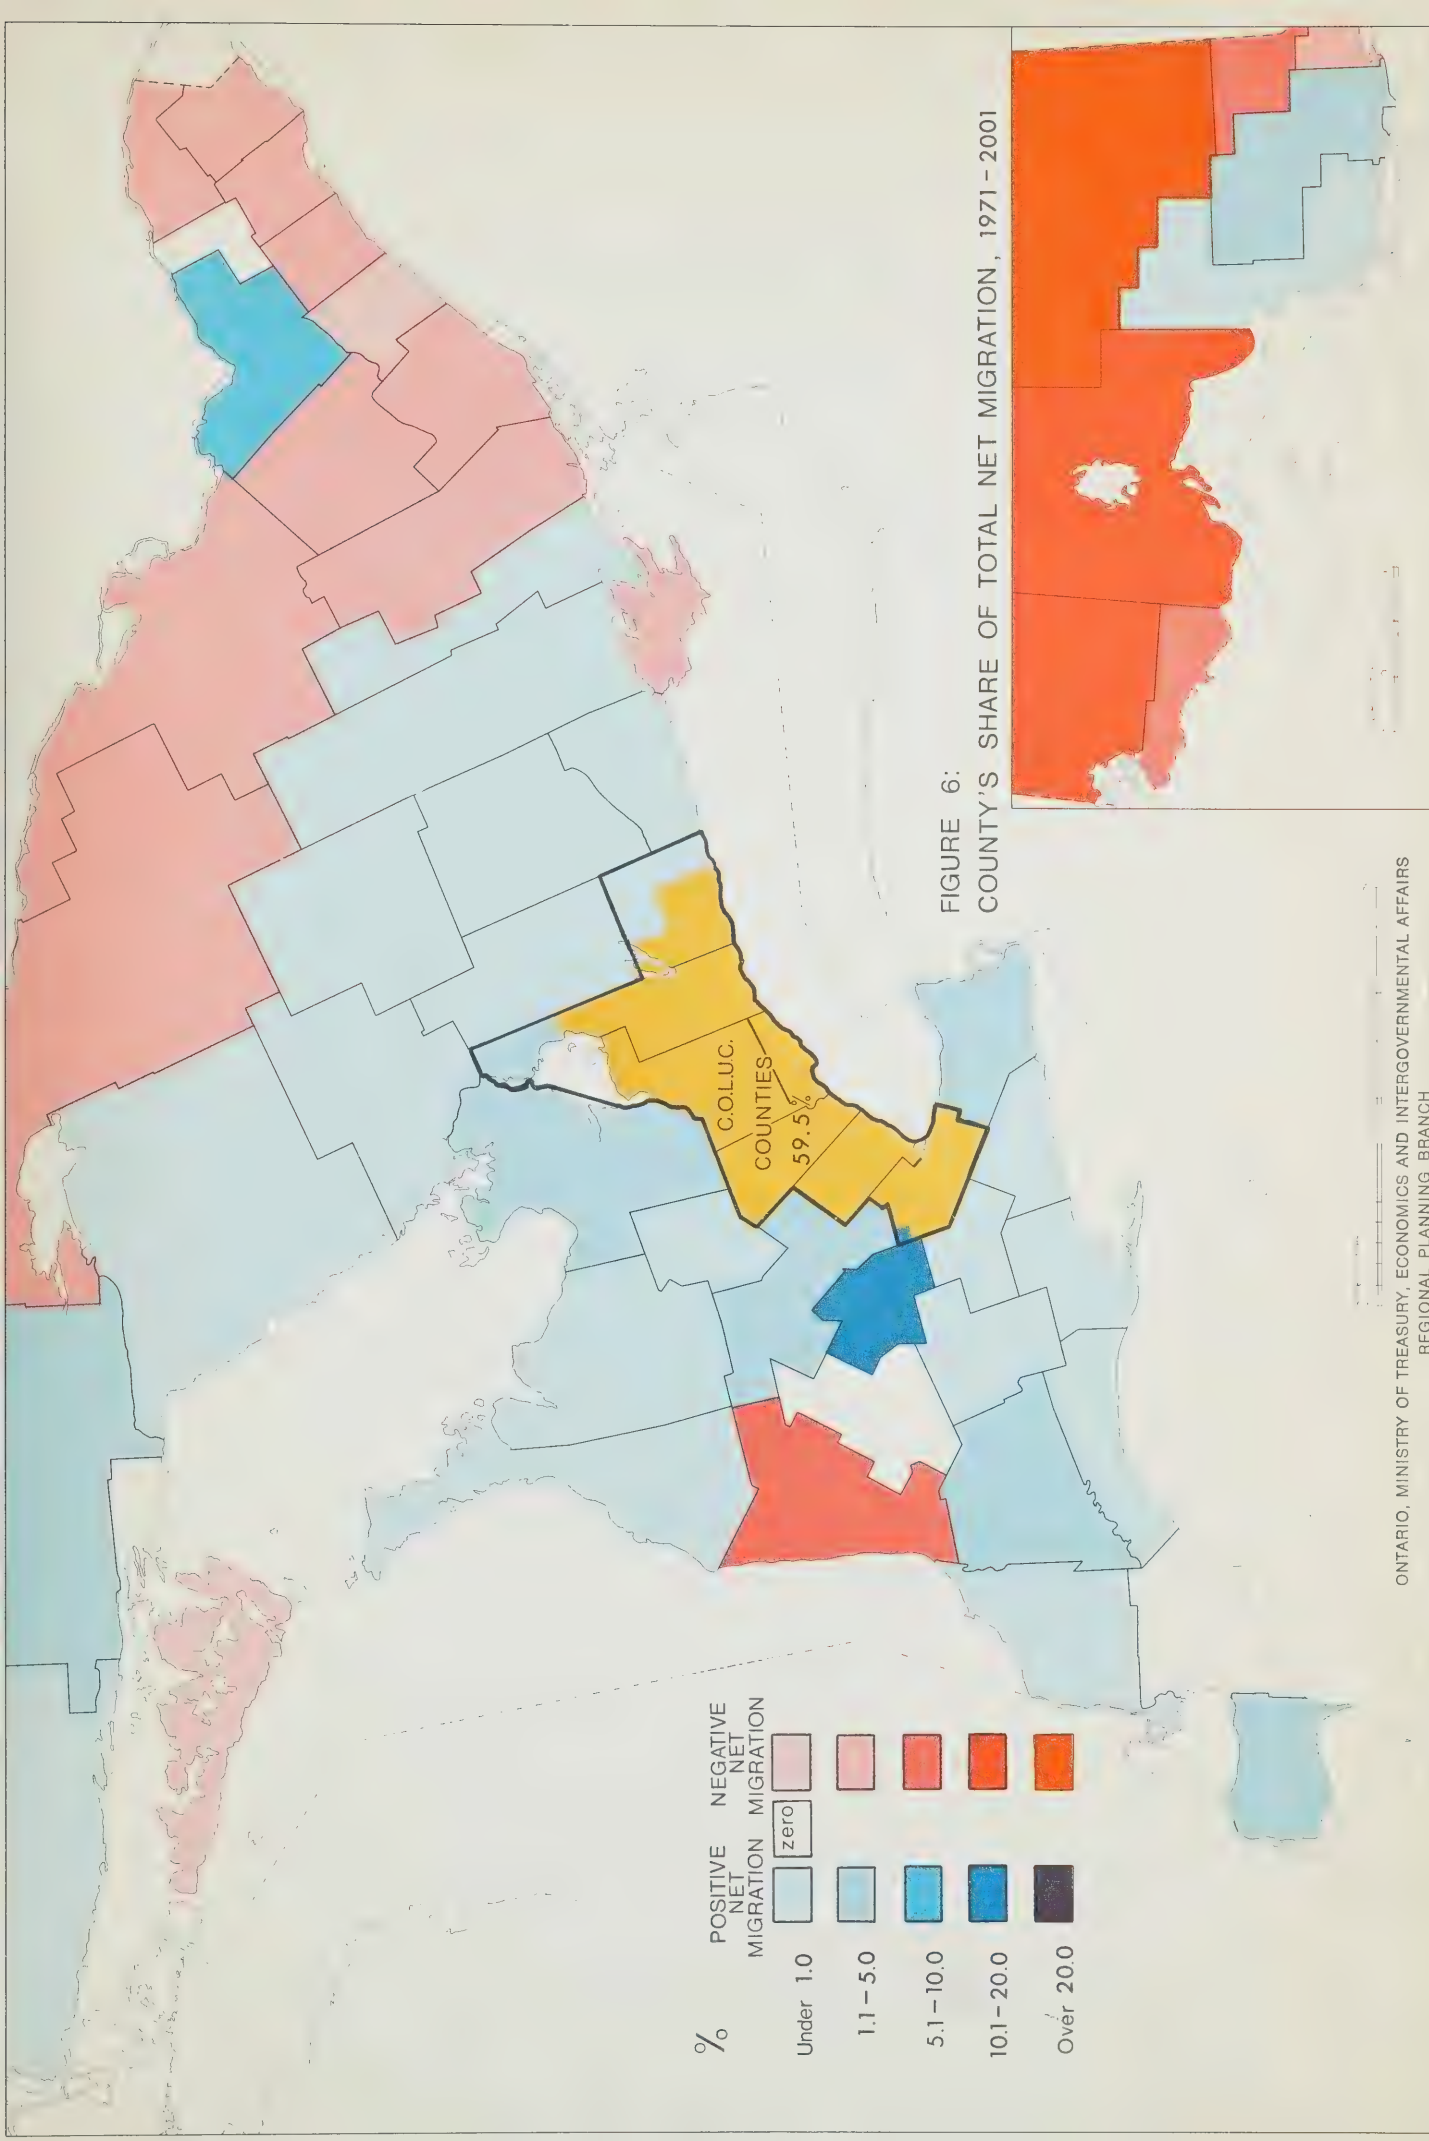 FIGURE 6:
COUNTY'S SHARE OF TOTAL NET MIGRATION, 1971-2001
C.O.L.U.C.
COUNTIES
59.5%
%
POSITIVE NEGATIVE
NET NET
MIGRATION MIGRATION
Under 1.0 zero
1.1-5.0
5.1-10.0
10.1-20.0
Over 20.0
ONTARIO, MINISTRY OF TREASURY, ECONOMICS AND INTERGOVERNMENTAL AFFAIRS
REGIONAL PLANNING BRANCH